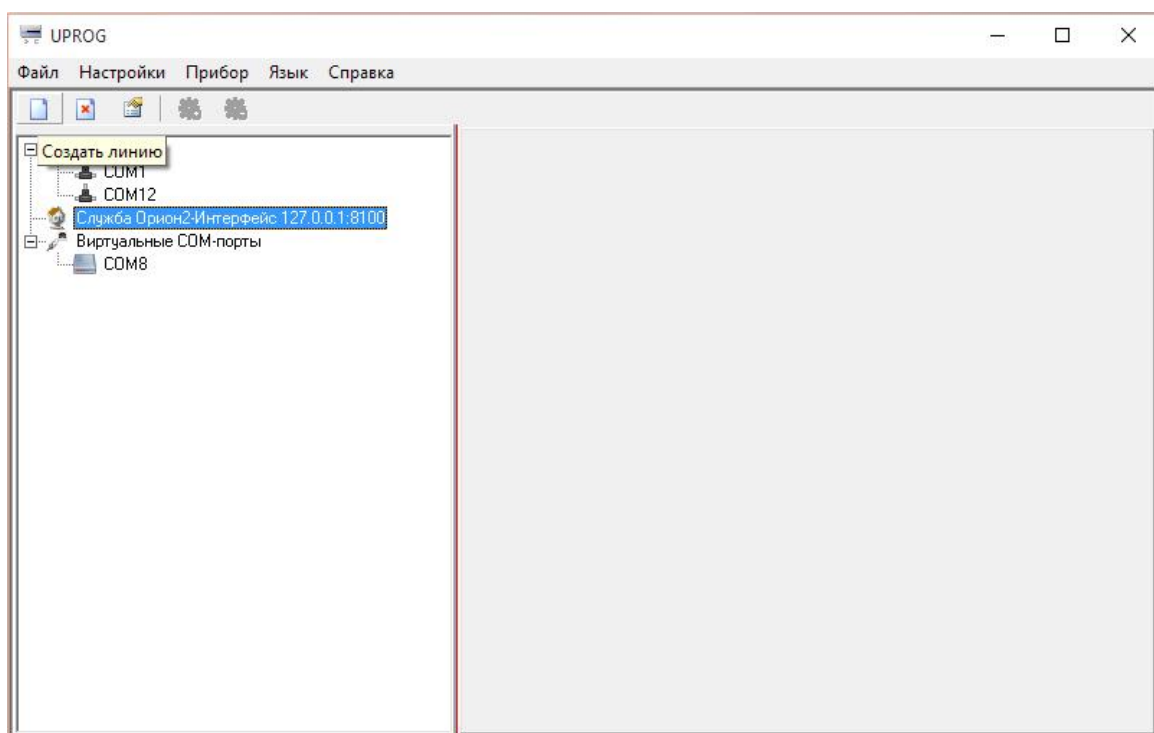 UPROG
Файл Настройки Прибор Язык Справка
Создать линию
COM1
COM12
Служба Орион2-Интерфейс 127.0.0.1:8100
Виртуальные COM-порты
COM8